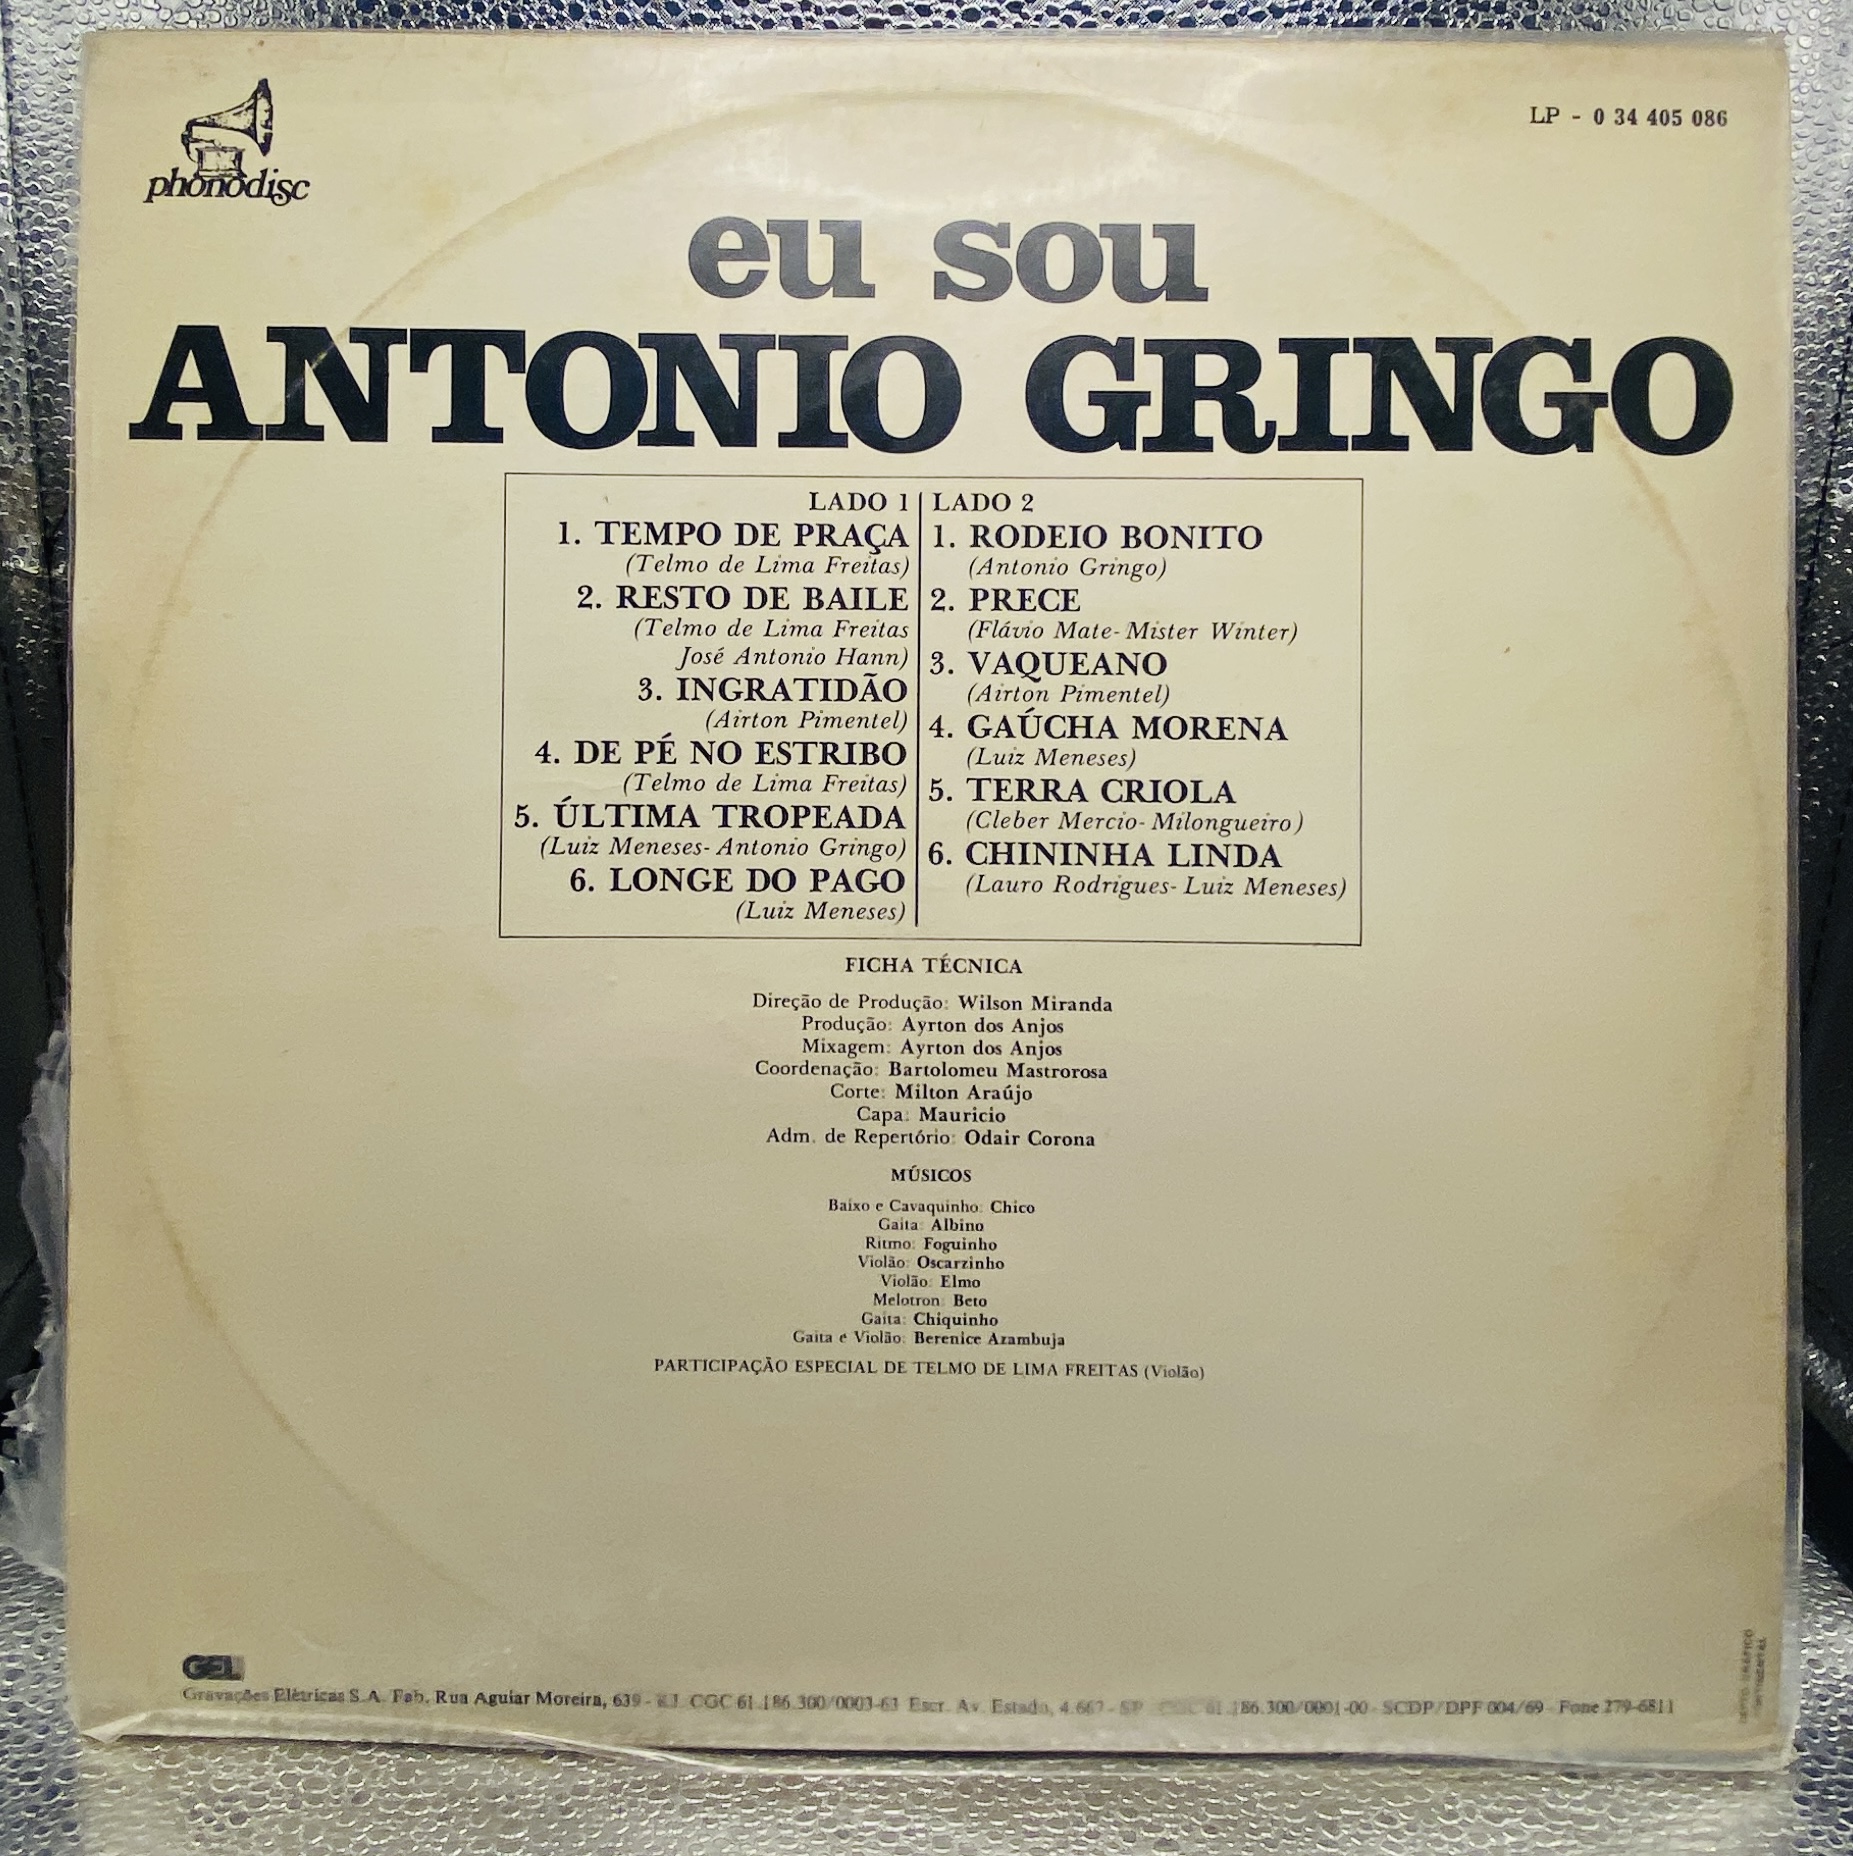 phonodisc
LP - 0 34 405 086
eu sou
ANTONIO GRINGO
LADO 1
1. TEMPO DE PRAÇA
(Telmo de Lima Freitas)
2. RESTO DE BAILE
(Telmo de Lima Freitas
José Antonio Hann)
3. INGRATIDÃO
(Airton Pimentel)
4. DE PÉ NO ESTRIBO
(Telmo de Lima Freitas)
5. ÚLTIMA TROPEADA
(Luiz Meneses- Antonio Gringo)
6. LONGE DO PAGO
(Luiz Meneses)
LADO 2
1. RODEIO BONITO
(Antonio Gringo)
2. PRECE
(Flávio Mate- Mister Winter)
3. VAQUEANO
(Airton Pimentel)
4. GAÚCHA MORENA
(Luiz Meneses)
5. TERRA CRIOLA
(Cleber Mercio- Milongueiro)
6. CHININHA LINDA
(Lauro Rodrigues- Luiz Meneses)
FICHA TÉCNICA
Direção de Produção: Wilson Miranda
Produção: Ayrton dos Anjos
Mixagem: Ayrton dos Anjos
Coordenação: Bartolomeu Mastrorosa
Corte: Milton Araújo
Capa: Mauricio
Adm. de Repertório: Odair Corona
MÚSICOS
Baixo e Cavaquinho: Chico
Gaita: Albino
Ritmo: Foguinho
Violão: Oscarzinho
Violão: Elmo
Melotron: Beto
Gaita: Chiquinho
Gaita e Violão: Berenice Azambuja
PARTICIPAÇÃO ESPECIAL DE TELMO DE LIMA FREITAS (Violão)
GEL
Gravações Elétricas S.A. Fab. Rua Aguiar Moreira, 639 - RJ CGC 61.186.300/0003-63 Escr. Av. Estado, 4.667 - SP CGC 61.186.300/0001-00 - SCDP/DPF 004/69 - Fone 279-6811